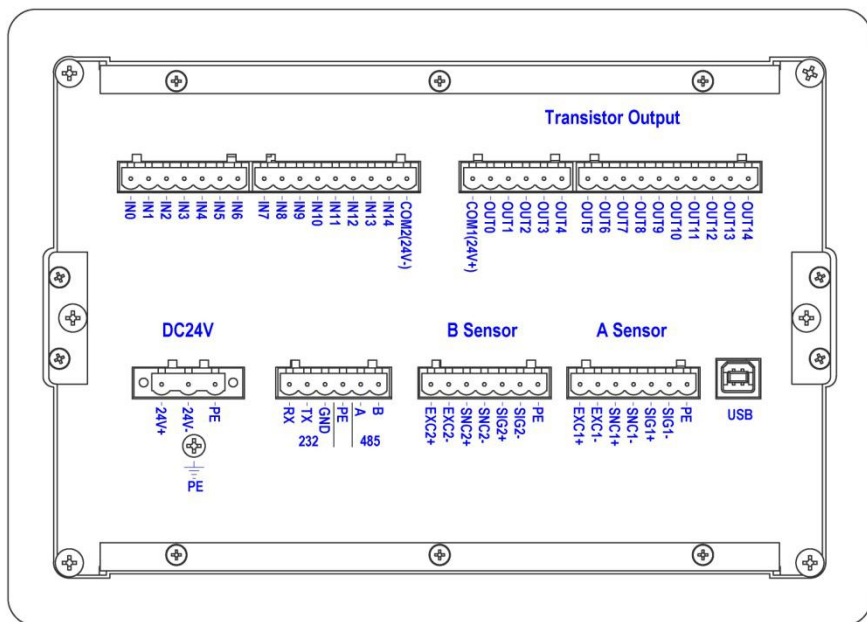 Transistor Output
IN0
IN1
IN2
IN3
IN4
IN5
IN6
IN7
IN8
IN9
IN10
IN11
IN12
IN13
IN14
COM2(24V-)
COM1(24V+)
OUT0
OUT1
OUT2
OUT3
OUT4
OUT5
OUT6
OUT7
OUT8
OUT9
OUT10
OUT11
OUT12
OUT13
OUT14
DC24V
24V+
24V-
PE
PE
RX
TX
GND
PE
A
B
232
485
B Sensor
EXC2+
EXC2-
SNC2+
SNC2-
SIG2+
SIG2-
PE
A Sensor
EXC1+
EXC1-
SNC1+
SNC1-
SIG1+
SIG1-
PE
USB